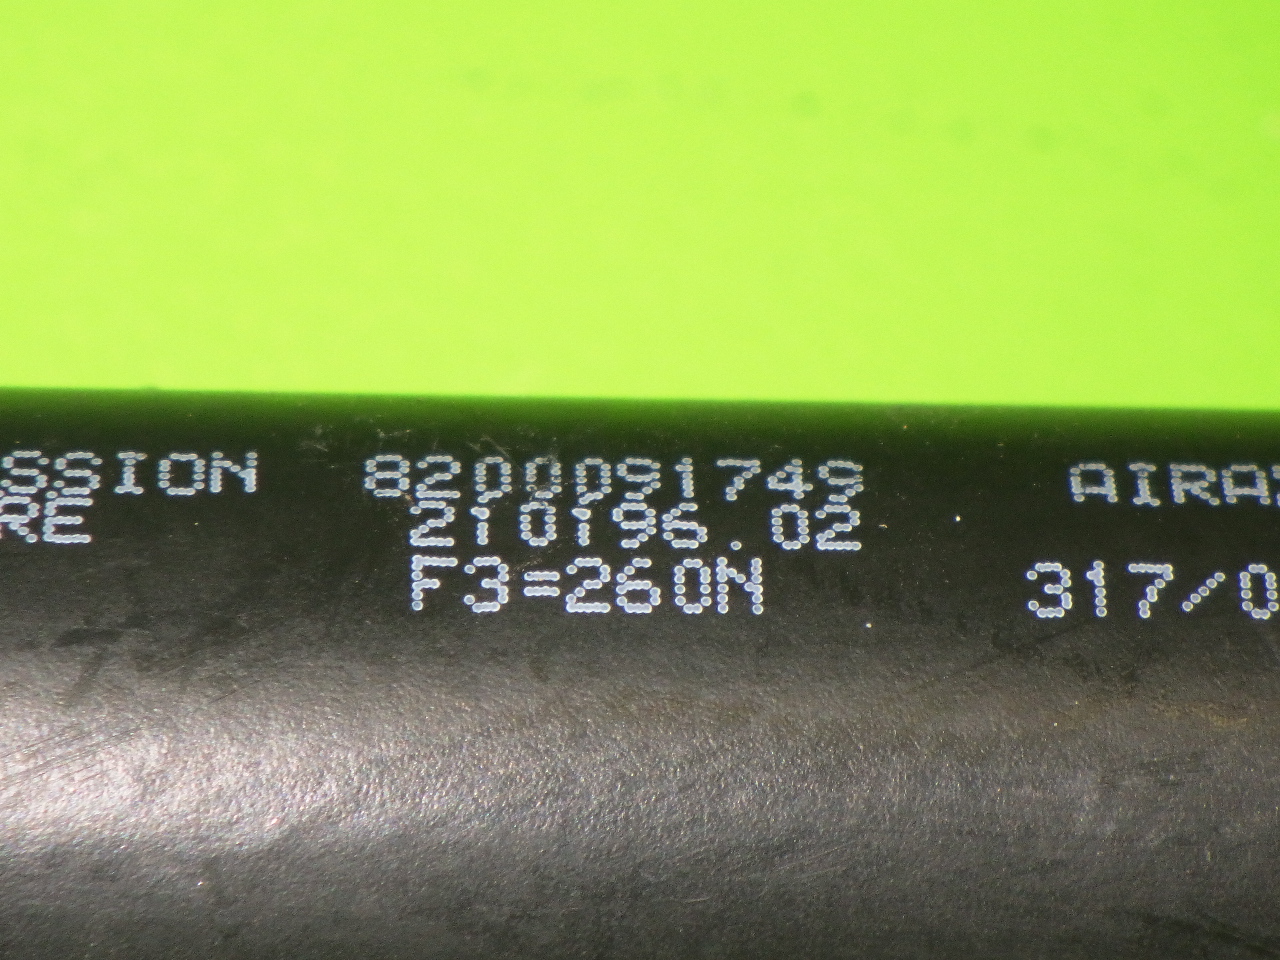 SSION 8200091749 AIRA
RE 210196.02
F3=260N 317/0